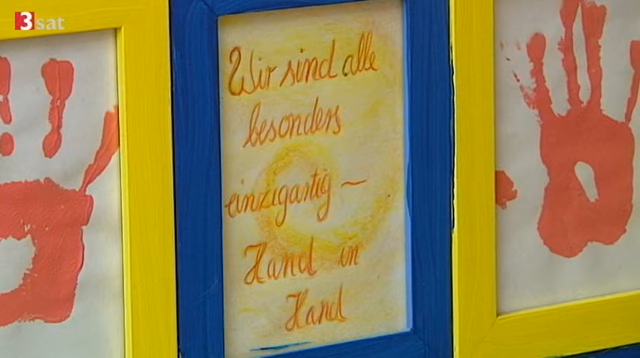 3sat
Wir sind alle
besonders
einzigartig –
Hand in
Hand